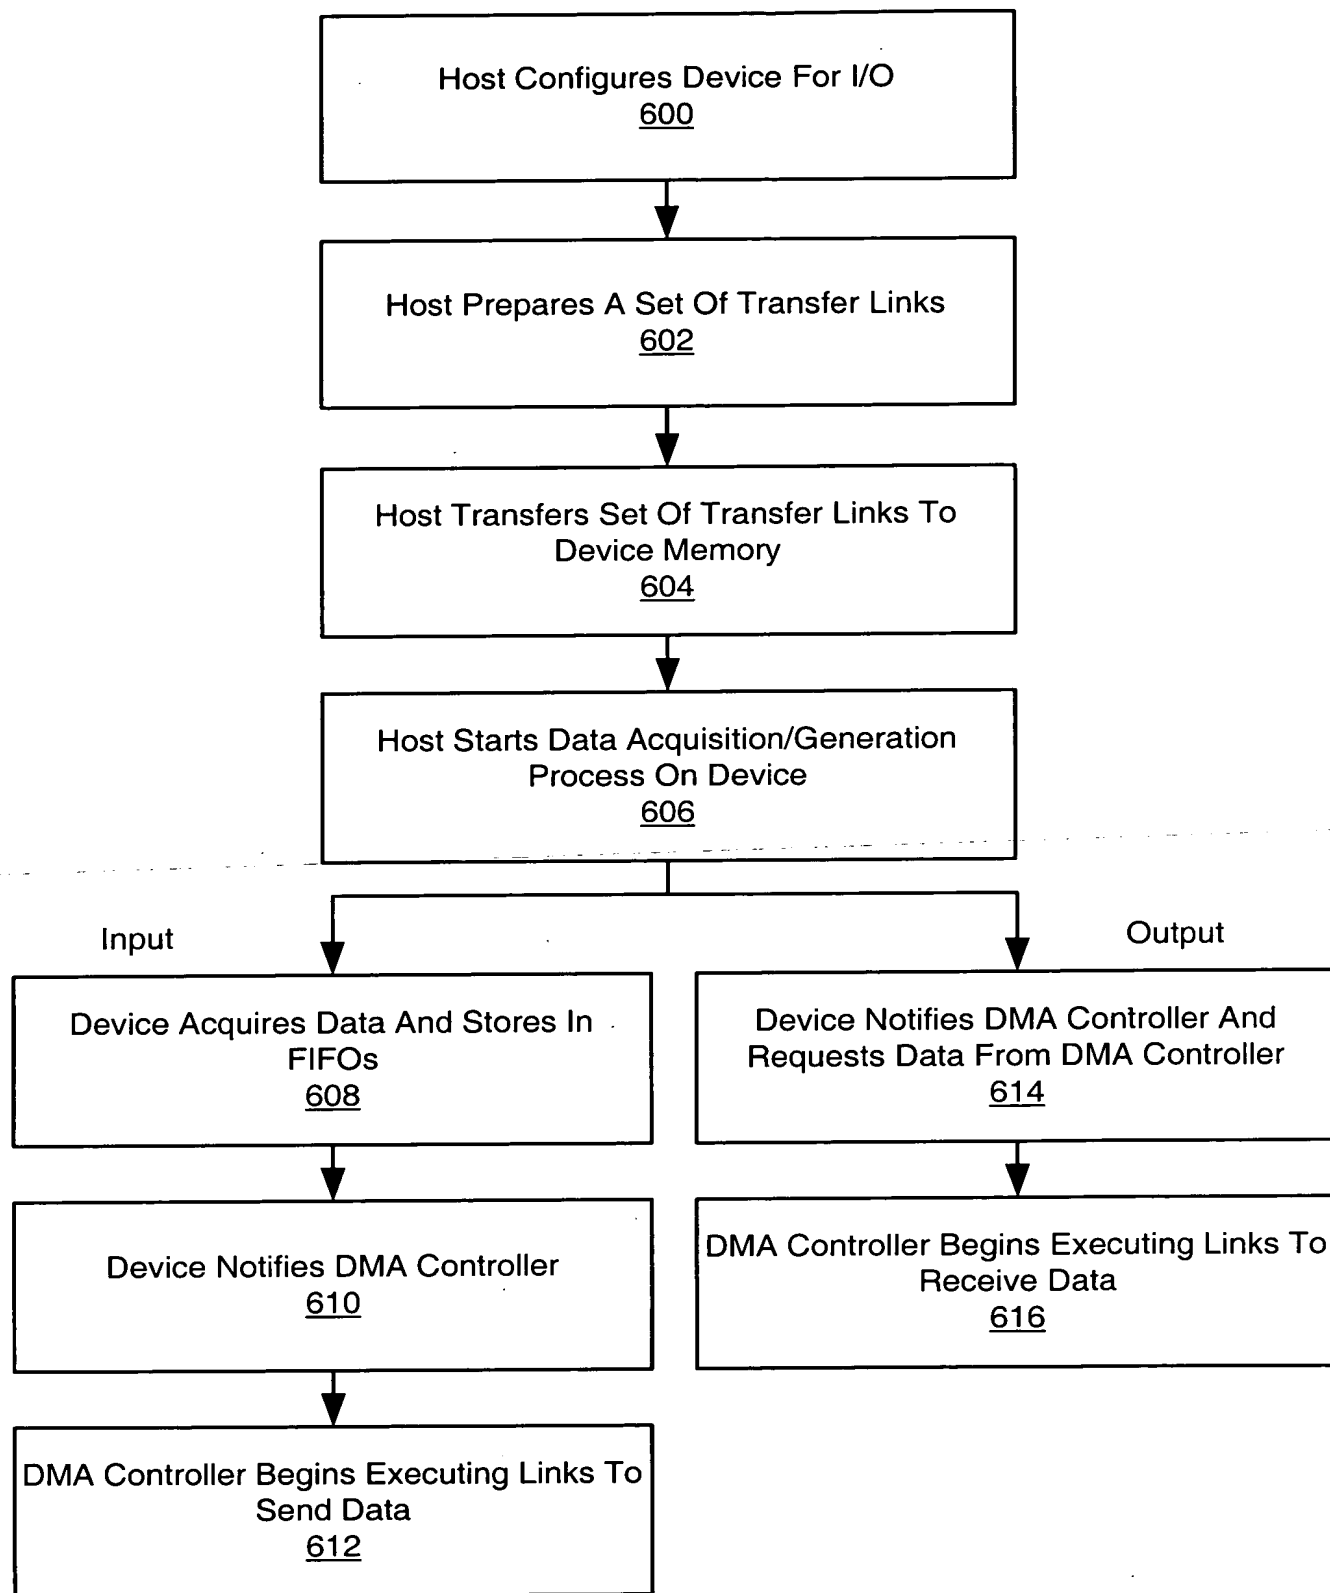 Host Configures Device For I/O
600
Host Prepares A Set Of Transfer Links
602
Host Transfers Set Of Transfer Links To
Device Memory
604
Host Starts Data Acquisition/Generation
Process On Device
606
Input
Device Acquires Data And Stores In
FIFOs
608
Device Notifies DMA Controller
610
DMA Controller Begins Executing Links To
Send Data
612
Output
Device Notifies DMA Controller And
Requests Data From DMA Controller
614
DMA Controller Begins Executing Links To
Receive Data
616